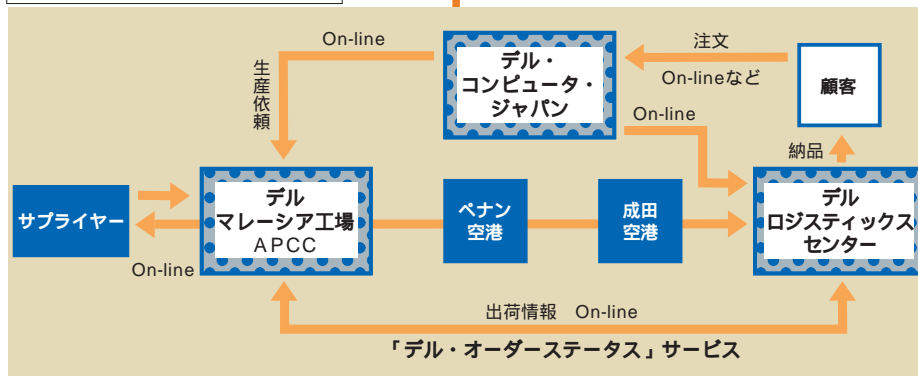 On-line
注文
デル・
コンピュータ・
ジャパン
On-lineなど
顧客
生産依頼
On-line
納品
サプライヤー
デル
マレーシア工場
APCC
ペナン
空港
成田
空港
デル
ロジスティックス
センター
On-line
出荷情報　On-line
「デル・オーダーステータス」サービス